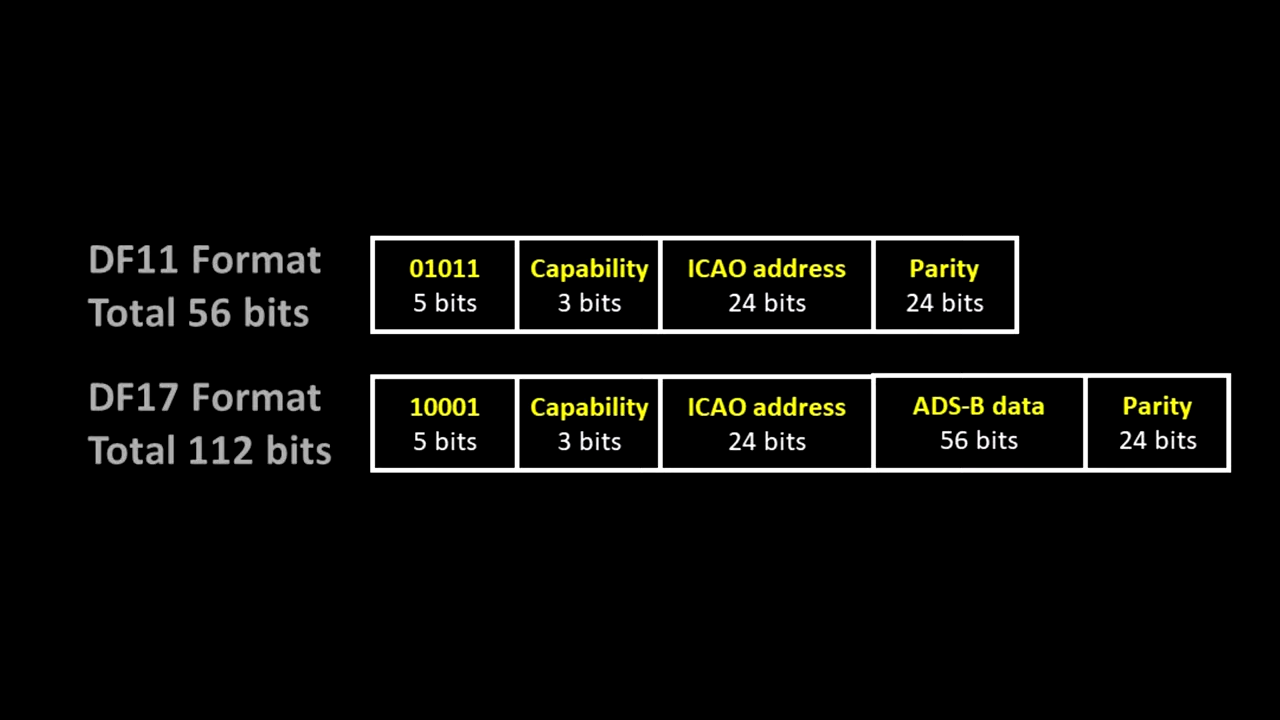 DF11 Format
Total 56 bits
01011
5 bits
Capability
3 bits
ICAO address
24 bits
Parity
24 bits
DF17 Format
Total 112 bits
10001
5 bits
Capability
3 bits
ICAO address
24 bits
ADS-B data
56 bits
Parity
24 bits